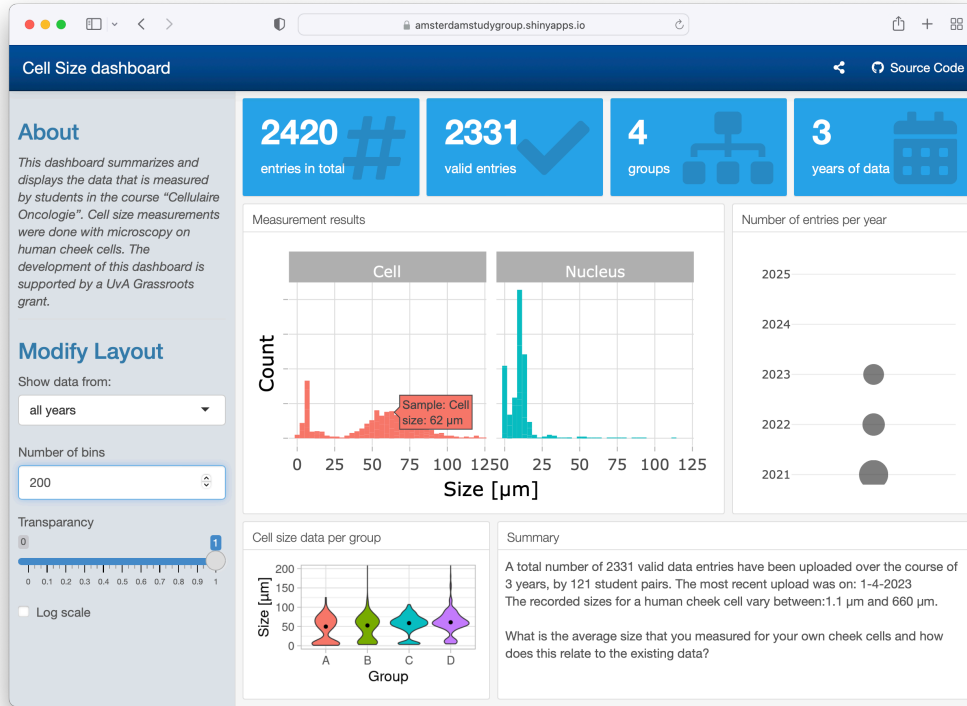 amsterdamstudygroup.shinyapps.io
Cell Size dashboard
Source Code
About
This dashboard summarizes and
displays the data that is measured
by students in the course “Cellulaire
Oncologie”. Cell size measurements
were done with microscopy on
human cheek cells. The
development of this dashboard is
supported by a UvA Grassroots
grant.
Modify Layout
Show data from:
all years
Number of bins
200
Transparancy
0 1
0 0.1 0.2 0.3 0.4 0.5 0.6 0.7 0.8 0.9 1
Log scale
2420
entries in total
2331
valid entries
4
groups
3
years of data
Measurement results
Cell
Nucleus
Count
Sample: Cell
size: 62 µm
0 25 50 75 100 125
0 25 50 75 100 125
Size [µm]
Number of entries per year
2025
2024
2023
2022
2021
Cell size data per group
Size [µm]
200
150
100
50
0
A B C D
Group
Summary
A total number of 2331 valid data entries have been uploaded over the course of
3 years, by 121 student pairs. The most recent upload was on: 1-4-2023
The recorded sizes for a human cheek cell vary between:1.1 µm and 660 µm.
What is the average size that you measured for your own cheek cells and how
does this relate to the existing data?